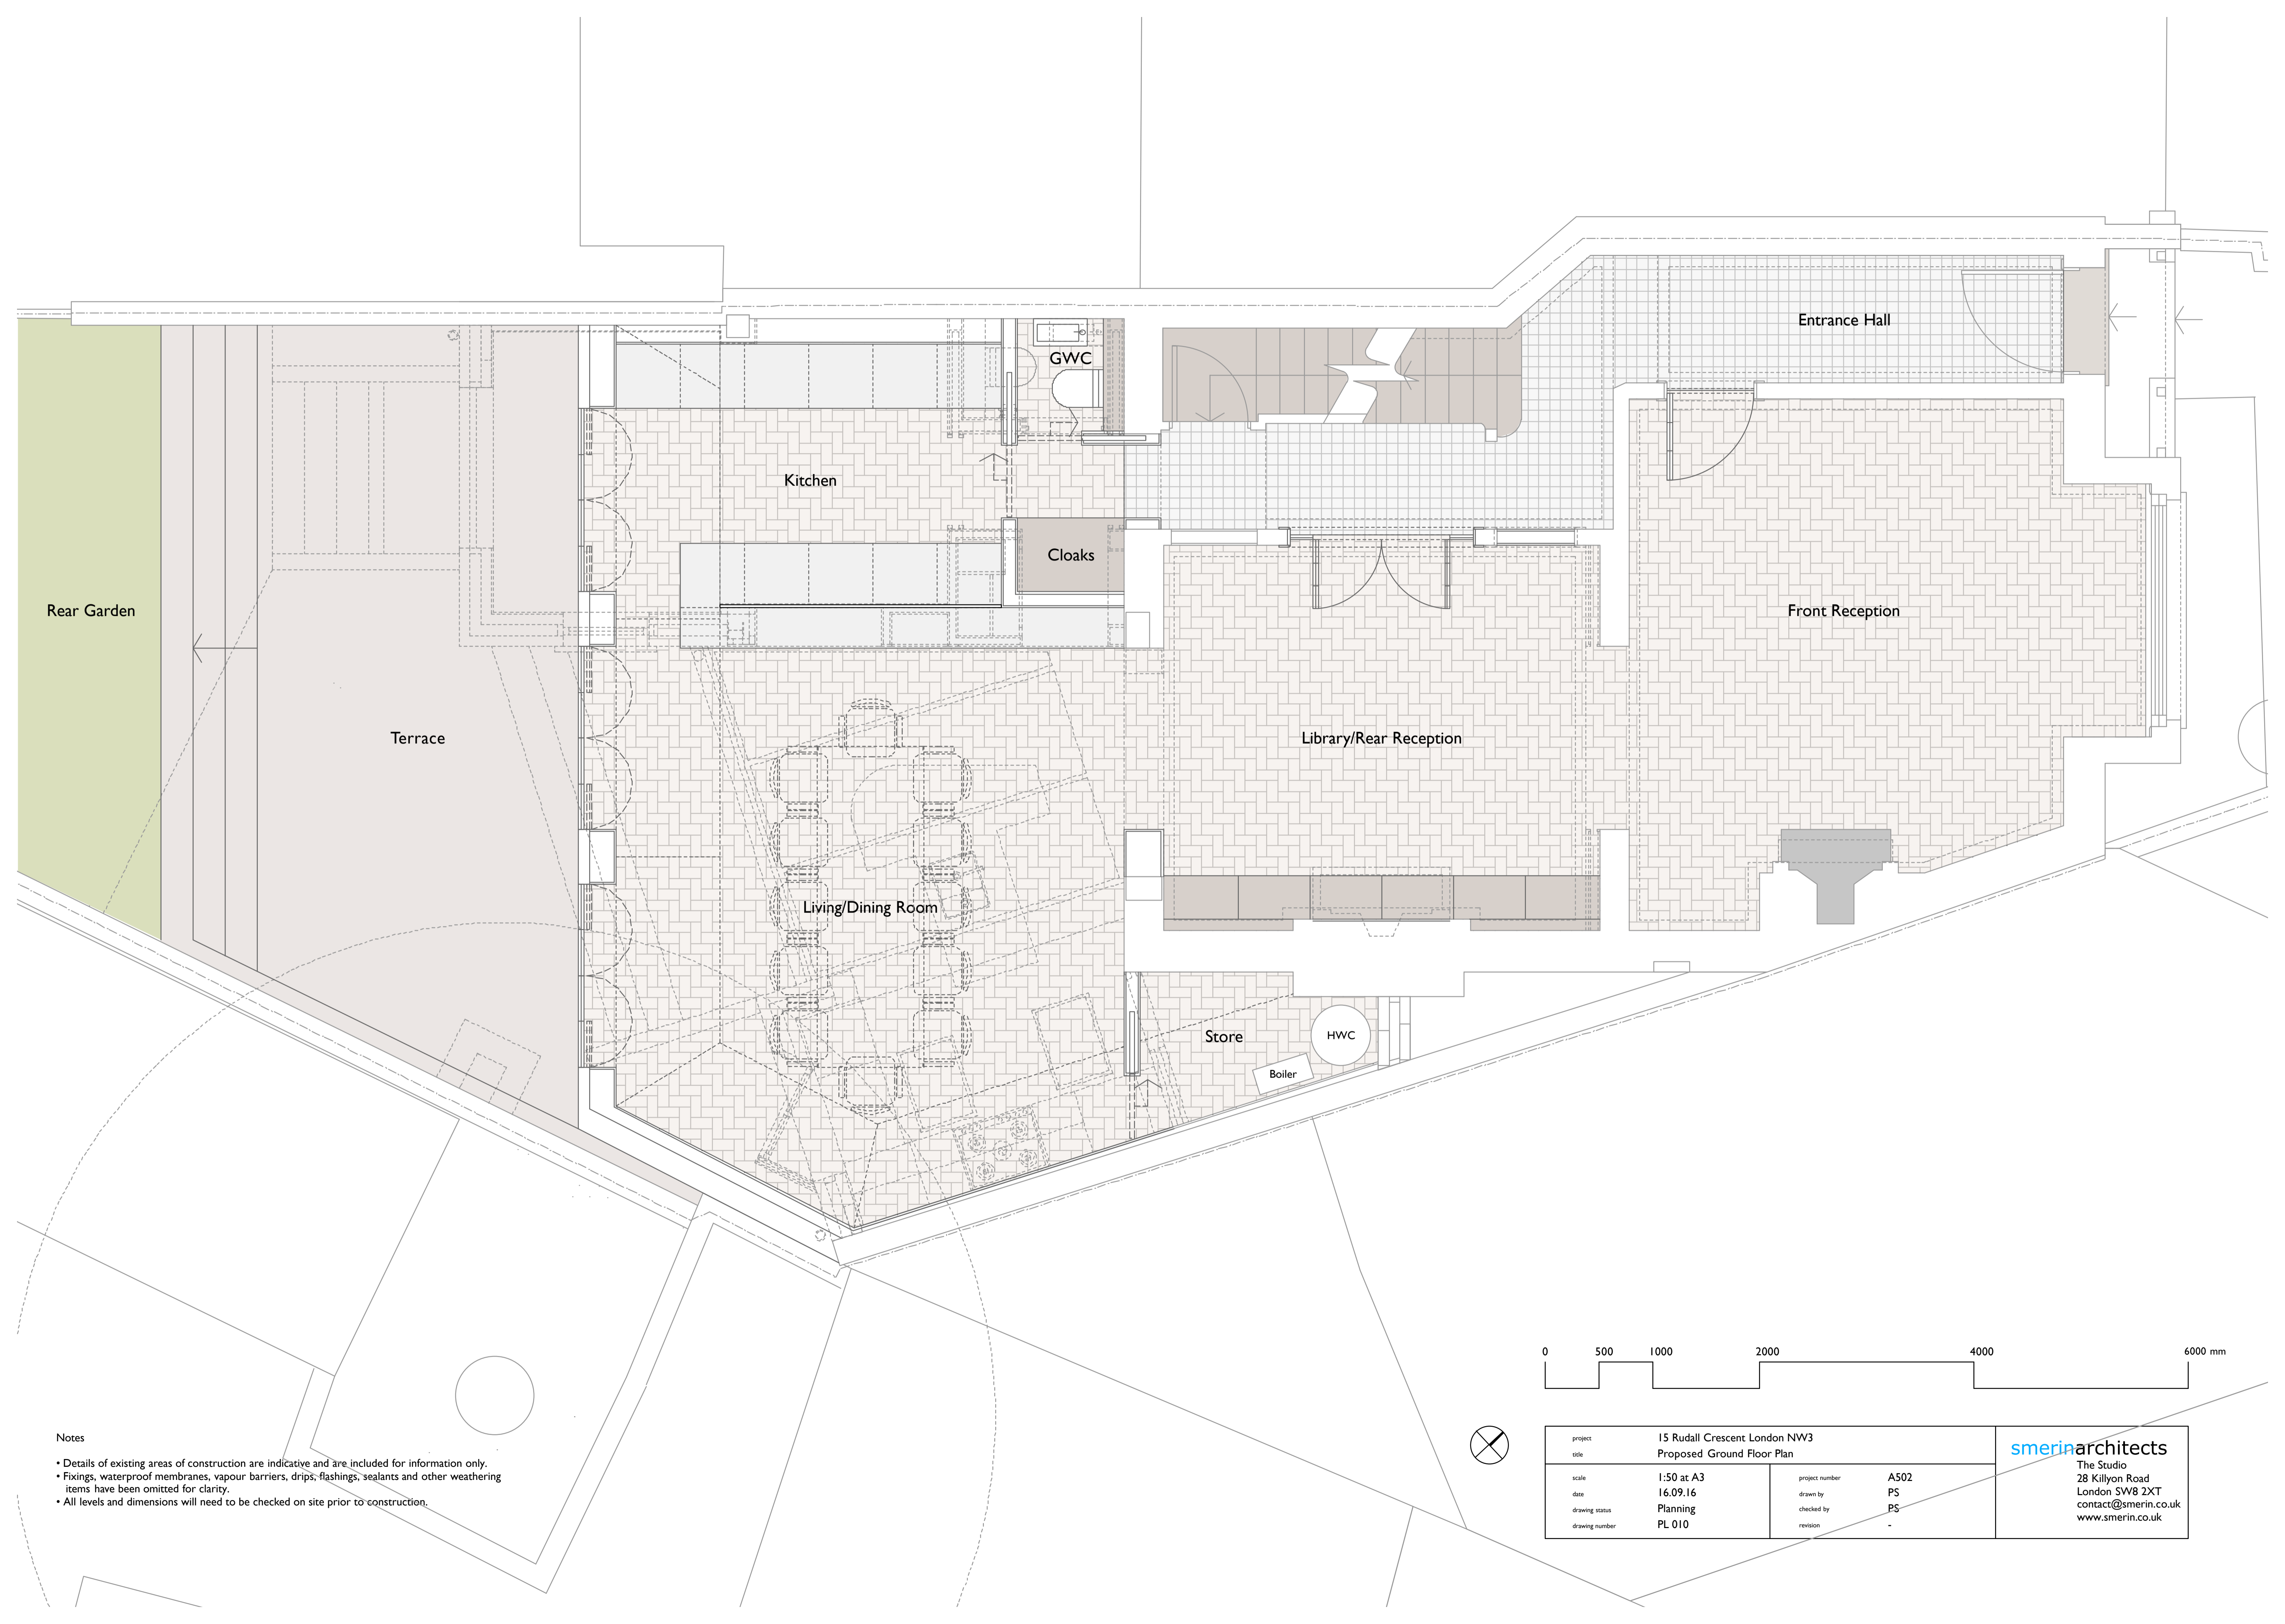 Entrance Hall
GWC
Kitchen
Cloaks
Rear Garden
Front Reception
Terrace
Library/Rear Reception
Living/Dining Room
Store
HWC
Boiler
0 500 1000 2000 4000 6000 mm
Notes
• Details of existing areas of construction are indicative and are included for information only.
• Fixings, waterproof membranes, vapour barriers, drips, flashings, sealants and other weathering
items have been omitted for clarity.
• All levels and dimensions will need to be checked on site prior to construction.
project 15 Rudall Crescent London NW3
title Proposed Ground Floor Plan
scale 1:50 at A3
date 16.09.16
drawing status Planning
drawing number PL 010
project number A502
drawn by PS
checked by PS
revision -
smerinarchitects
The Studio
28 Killyon Road
London SW8 2XT
contact@smerin.co.uk
www.smerin.co.uk